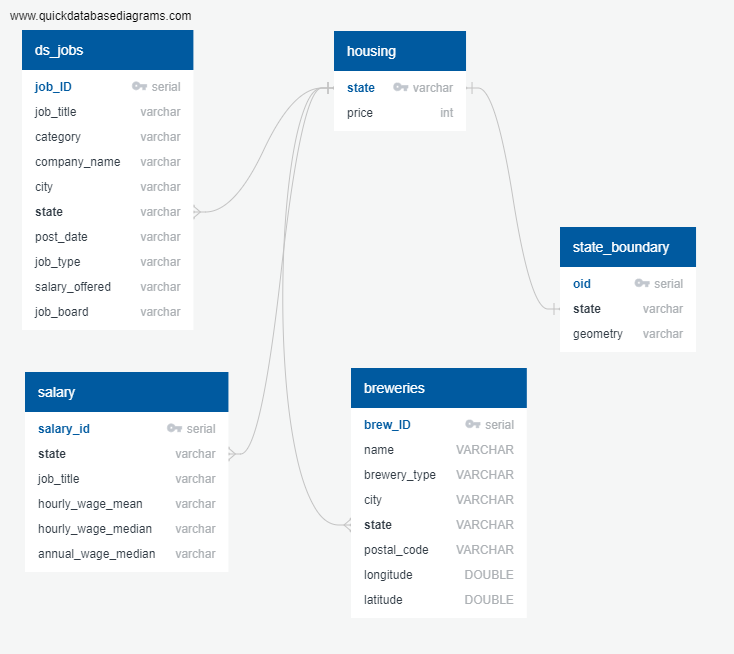 www.quickdatabasediagrams.com
ds_jobs
job_ID serial
job_title varchar
category varchar
company_name varchar
city varchar
state varchar
post_date varchar
job_type varchar
salary_offered varchar
job_board varchar
housing
state varchar
price int
state_boundary
oid serial
state varchar
geometry varchar
salary
salary_id serial
state varchar
job_title varchar
hourly_wage_mean varchar
hourly_wage_median varchar
annual_wage_median varchar
breweries
brew_ID serial
name VARCHAR
brewery_type VARCHAR
city VARCHAR
state VARCHAR
postal_code VARCHAR
longitude DOUBLE
latitude DOUBLE